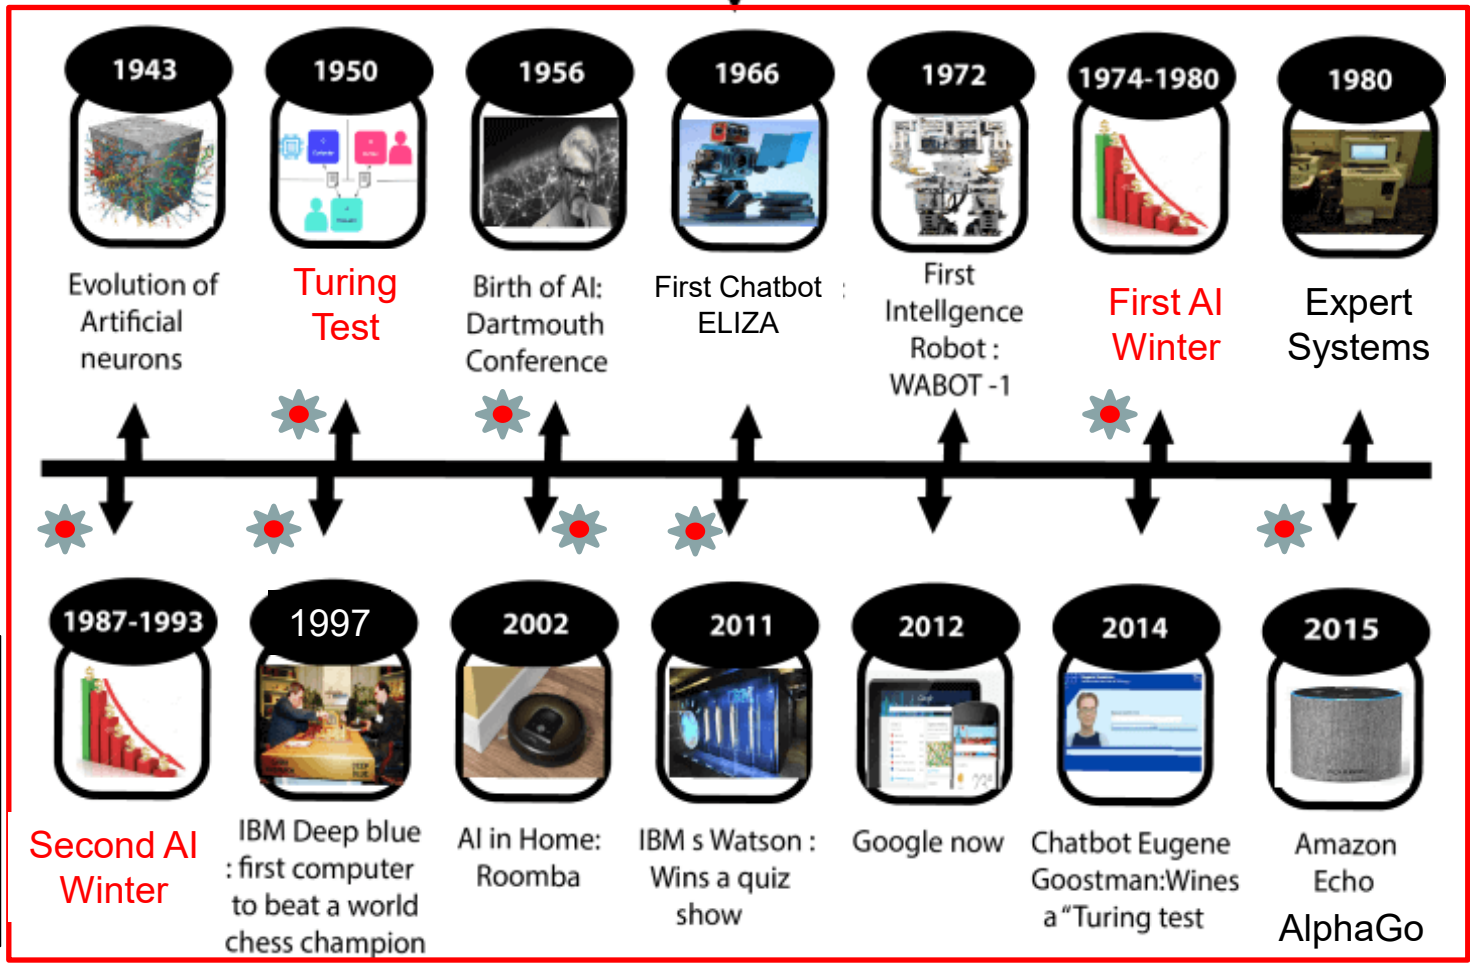 1943
1950
1956
1966
1972
1974-1980
1980
Evolution of
Artificial
neurons
Turing
Test
Birth of AI:
Dartmouth
Conference
First Chatbot :
ELIZA
First
Intellgence
Robot :
WABOT -1
First AI
Winter
Expert
Systems
1987-1993
1997
2002
2011
2012
2014
2015
IBM
Second AI
Winter
IBM Deep blue
: first computer
to beat a world
chess champion
AI in Home:
Roomba
IBM s Watson :
Wins a quiz
show
Google now
Chatbot Eugene
Goostman:Wines
a "Turing test
Amazon
Echo
AlphaGo